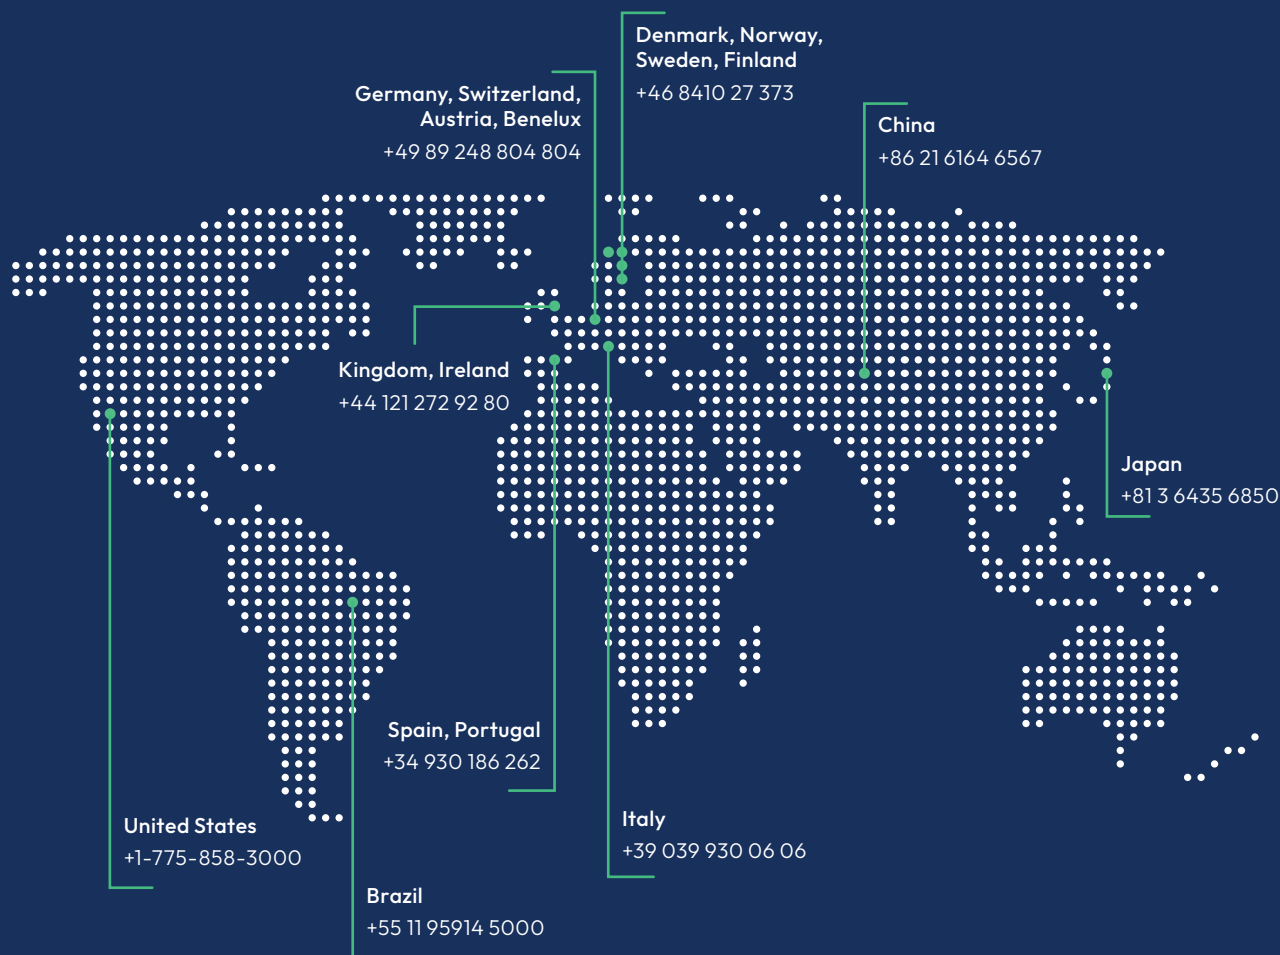 Denmark, Norway,
Sweden, Finland
+46 8410 27 373
Germany, Switzerland,
Austria, Benelux
+49 89 248 804 804
China
+86 21 6164 6567
Kingdom, Ireland
+44 121 272 92 80
Japan
+81 3 6435 6850
Spain, Portugal
+34 930 186 262
United States
+1-775-858-3000
Italy
+39 039 930 06 06
Brazil
+55 11 95914 5000